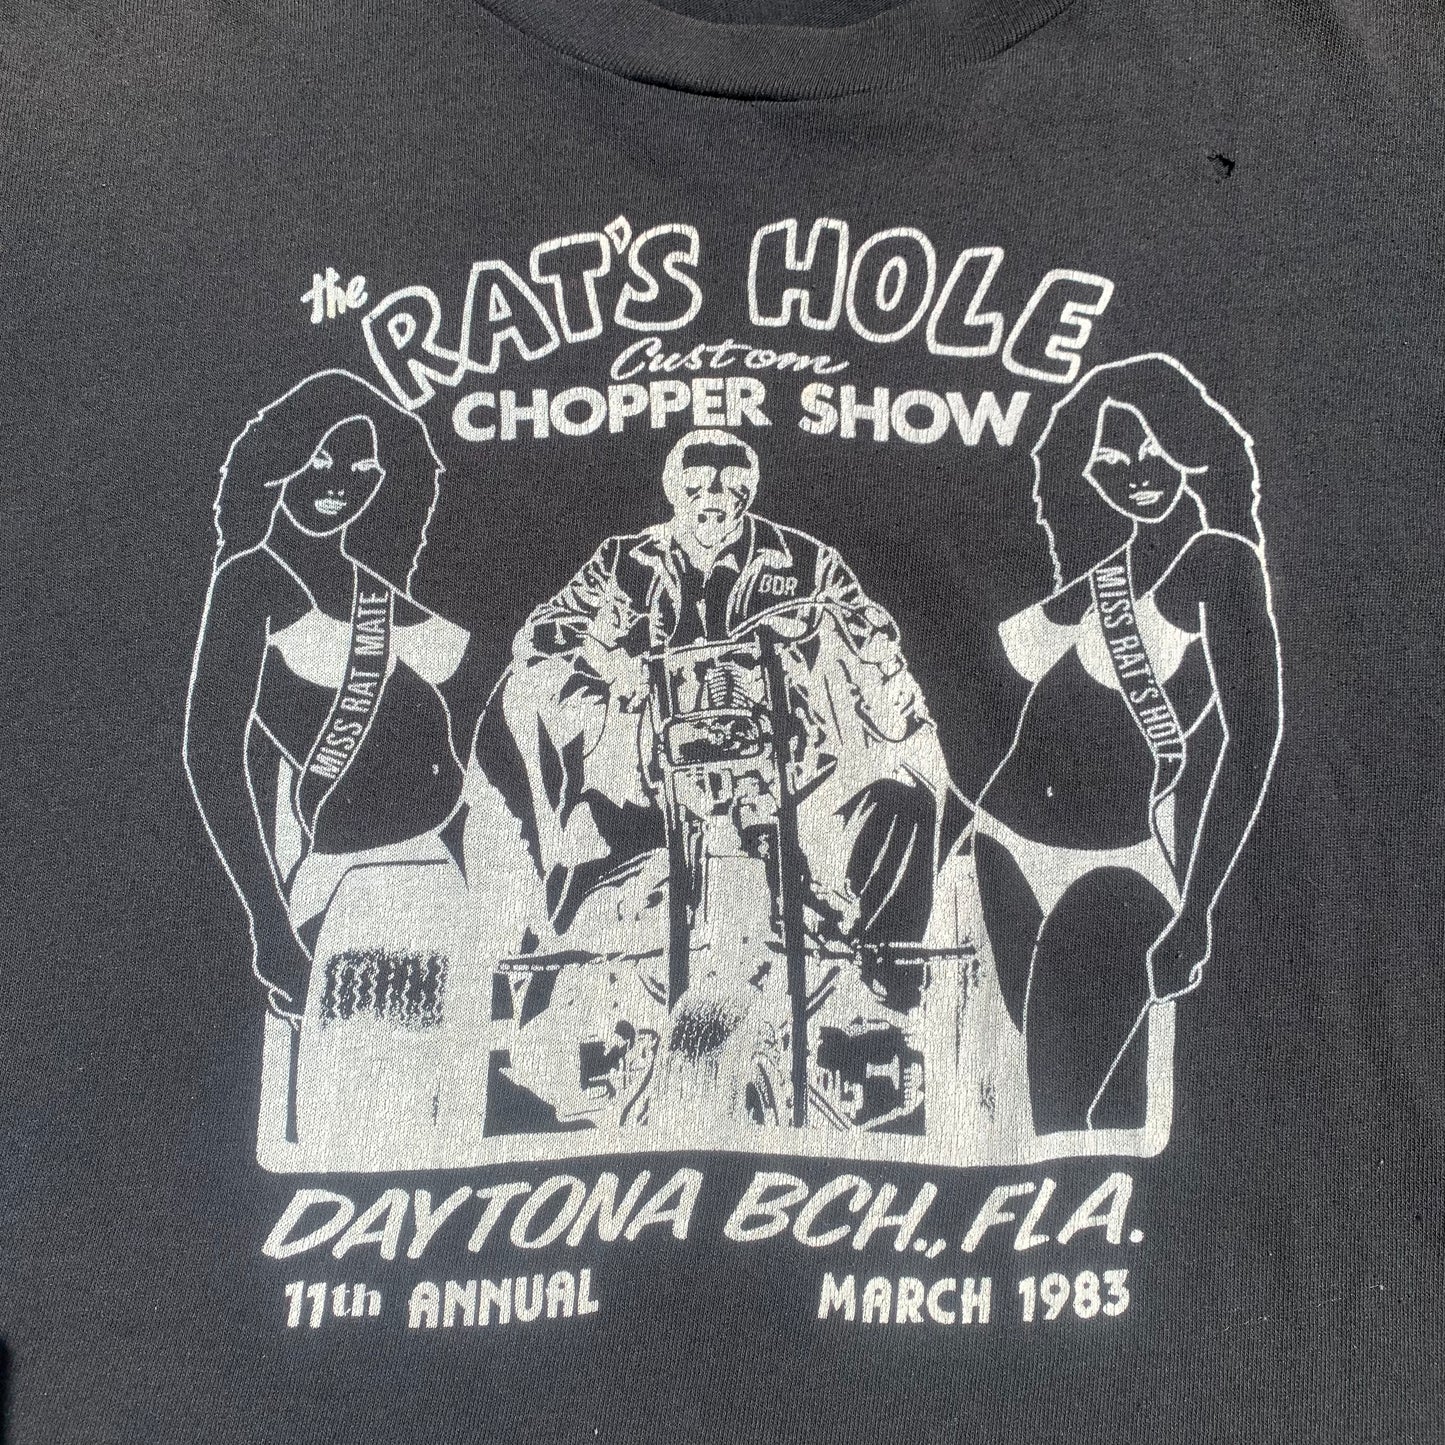 the RAT'S HOLE
Custom
CHOPPER SHOW
BDR
MISS RAT MATE
MISS RAT'S HOLE
DAYTONA BCH., FLA.
11th ANNUAL
MARCH 1983